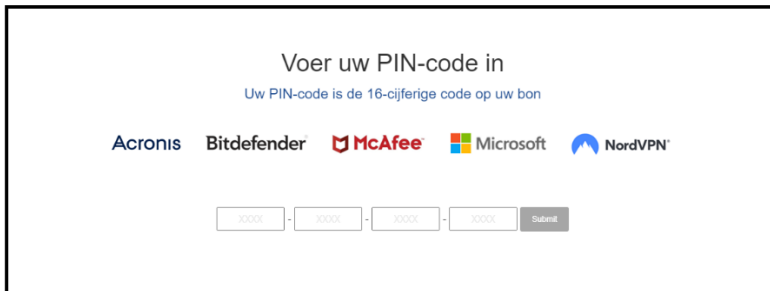 Voer uw PIN-code in
Uw PIN-code is de 16-cijferige code op uw bon
Acronis Bitdefender McAfee Microsoft NordVPN
XXXX - XXXX - XXXX - XXXX Submit